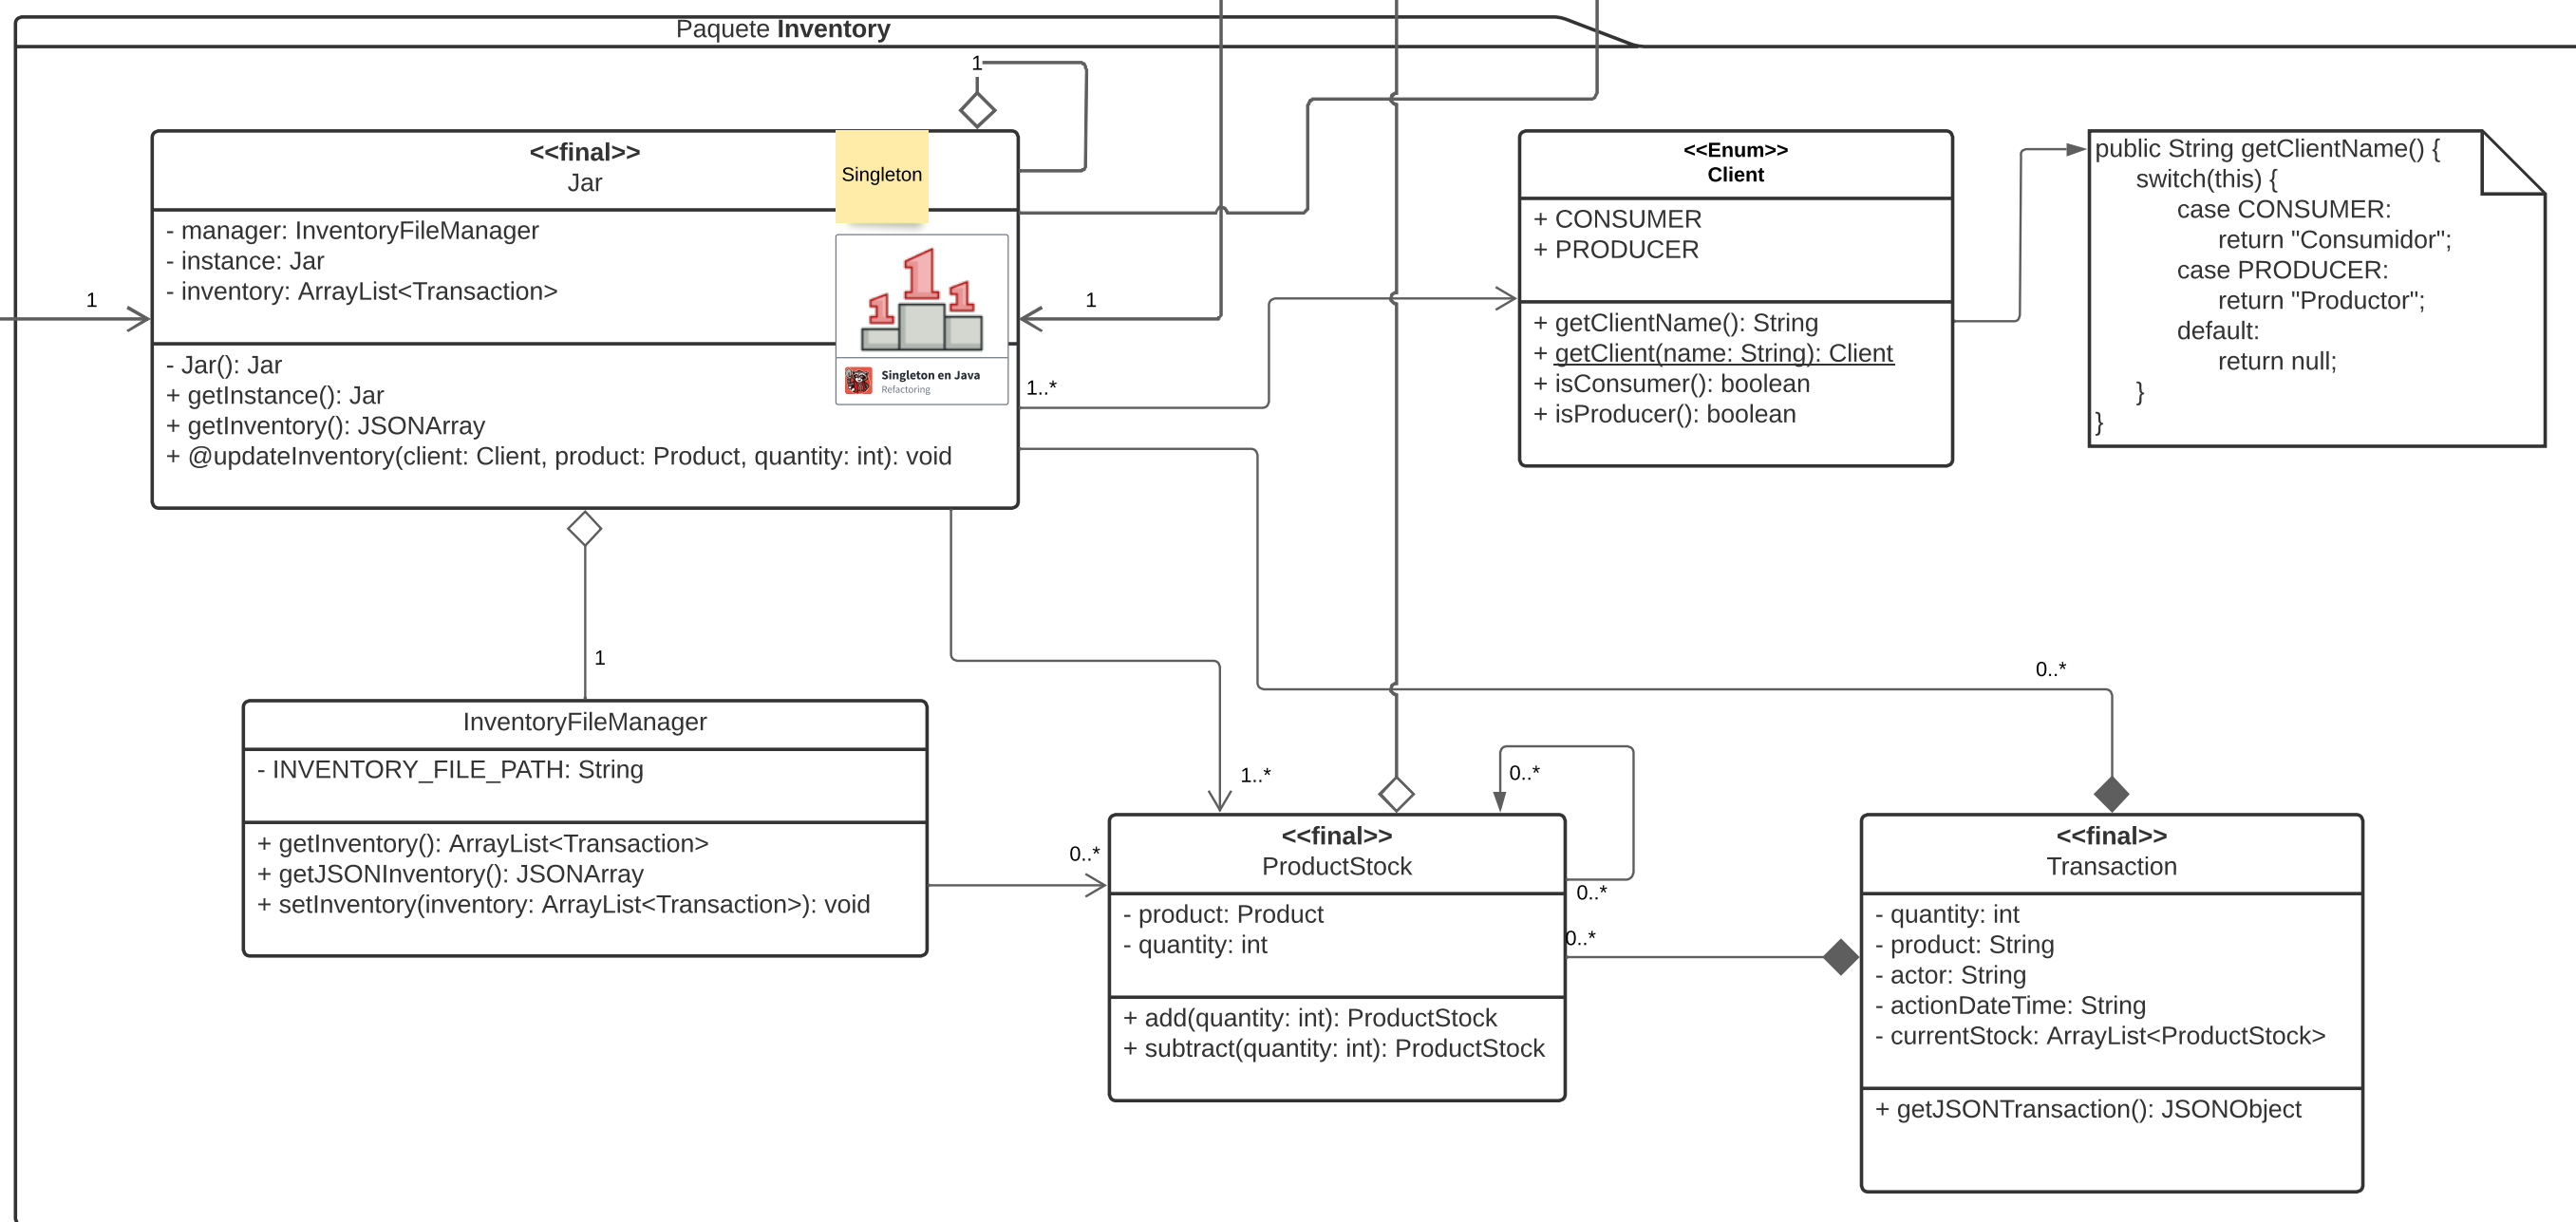 Paquete Inventory
1
<<final>>
Jar
Singleton
- manager: InventoryFileManager
- instance: Jar
- inventory: ArrayList<Transaction>
Singleton en Java
Refactoring
- Jar(): Jar
+ getInstance(): Jar
+ getInventory(): JSONArray
+ @updateInventory(client: Client, product: Product, quantity: int): void
1
1
1..*
<<Enum>>
Client
+ CONSUMER
+ PRODUCER
+ getClientName(): String
+ getClient(name: String): Client
+ isConsumer(): boolean
+ isProducer(): boolean
public String getClientName() {
switch(this) {
case CONSUMER:
return "Consumidor";
case PRODUCER:
return "Productor";
default:
return null;
}
}
1
InventoryFileManager
- INVENTORY_FILE_PATH: String
+ getInventory(): ArrayList<Transaction>
+ getJSONInventory(): JSONArray
+ setInventory(inventory: ArrayList<Transaction>): void
0..*
1..*
0..*
<<final>>
ProductStock
- product: Product
- quantity: int
+ add(quantity: int): ProductStock
+ subtract(quantity: int): ProductStock
0..*
0..*
0..*
<<final>>
Transaction
- quantity: int
- product: String
- actor: String
- actionDateTime: String
- currentStock: ArrayList<ProductStock>
+ getJSONTransaction(): JSONObject